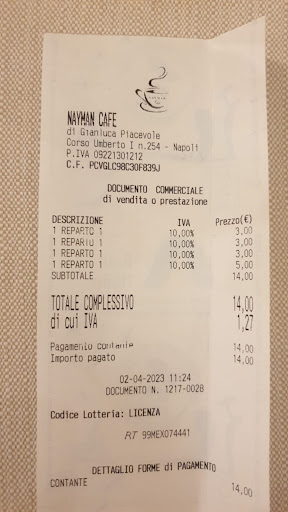 NAYMAN CAFE
di Gianluca Piacevole
Corso Umberto I n.254 - Napoli
P.IVA 09221301212
C.F. PCVGLC98C30F839J
DOCUMENTO COMMERCIALE
di vendita o prestazione
DESCRIZIONE IVA Prezzo(€)
1 REPARTO 1 10,00% 3,00
1 REPARTO 1 10,00% 3,00
1 REPARTO 1 10,00% 3,00
1 REPARTO 1 10,00% 5,00
SUBTOTALE 14,00
TOTALE COMPLESSIVO 14,00
di cui IVA 1,27
Pagamento contante 14,00
Importo pagato 14,00
02-04-2023 11:24
DOCUMENTO N. 1217-0028
Codice Lotteria: LICENZA
RT 99MEX074441
DETTAGLIO FORME di PAGAMENTO
CONTANTE 14,00